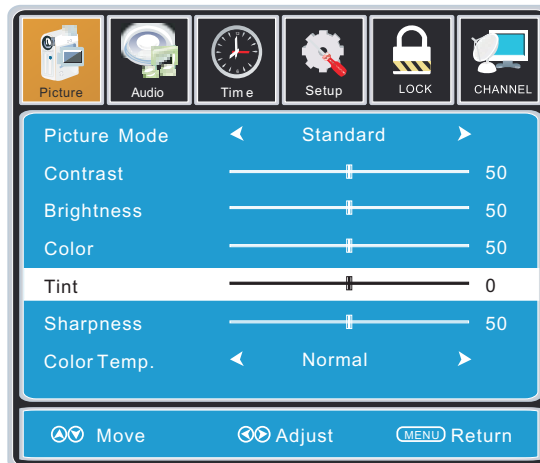 Picture Audio Tim e Setup LOCK CHANNEL
Picture Mode Standard
Contrast 50
Brightness 50
Color 50
Tint 0
Sharpness 50
Color Temp. Normal
Move Adjust MENU Return